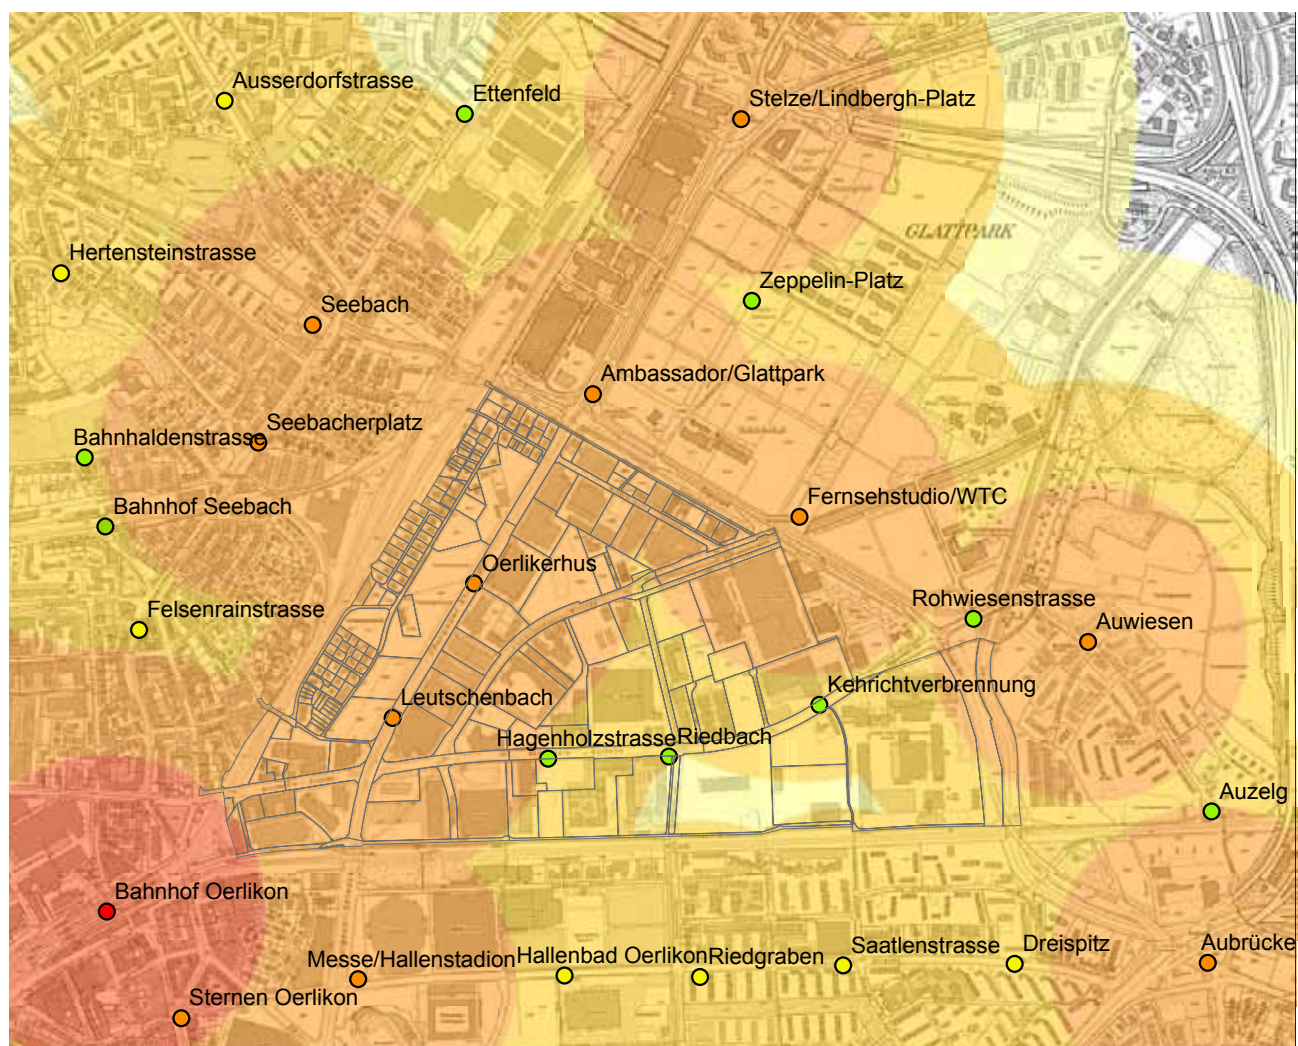 Ausserdorfstrasse
Ettenfeld
Stelze/Lindbergh-Platz
GLATTPARK
Hertensteinstrasse
Zeppelin-Platz
Seebach
Ambassador/Glattpark
Seebacherplatz
Bahnhaldenstrasse
Bahnhof Seebach
Fernsehstudio/WTC
Oerlikerhus
Felsenrainstrasse
Rohwiesenstrasse
Auwiesen
Kehrichtverbrennung
Leutschenbach
Hagenholzstrasse
Riedbach
Auzelg
Bahnhof Oerlikon
Messe/Hallenstadion
Hallenbad Oerlikon
Riedgraben
Saatlenstrasse
Dreispitz
Aubrücke
Sternen Oerlikon